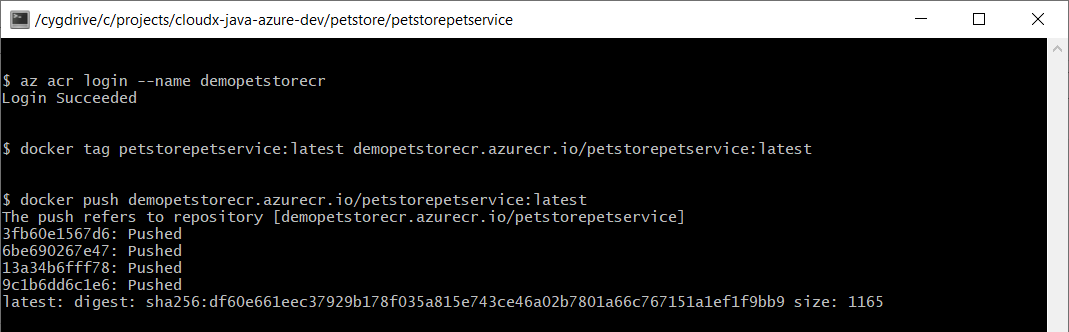 /cygdrive/c/projects/cloudx-java-azure-dev/petstore/petstorepetservice
$ az acr login --name demopetstorecr
Login Succeeded
$ docker tag petstorepetservice:latest demopetstorecr.azurecr.io/petstorepetservice:latest
$ docker push demopetstorecr.azurecr.io/petstorepetservice:latest
The push refers to repository [demopetstorecr.azurecr.io/petstorepetservice]
3fb60e1567d6: Pushed
6be690267e47: Pushed
13a34b6fff78: Pushed
9c1b6dd6c1e6: Pushed
latest: digest: sha256:df60e661eec37929b178f035a815e743ce46a02b7801a66c767151a1ef1f9bb9 size: 1165